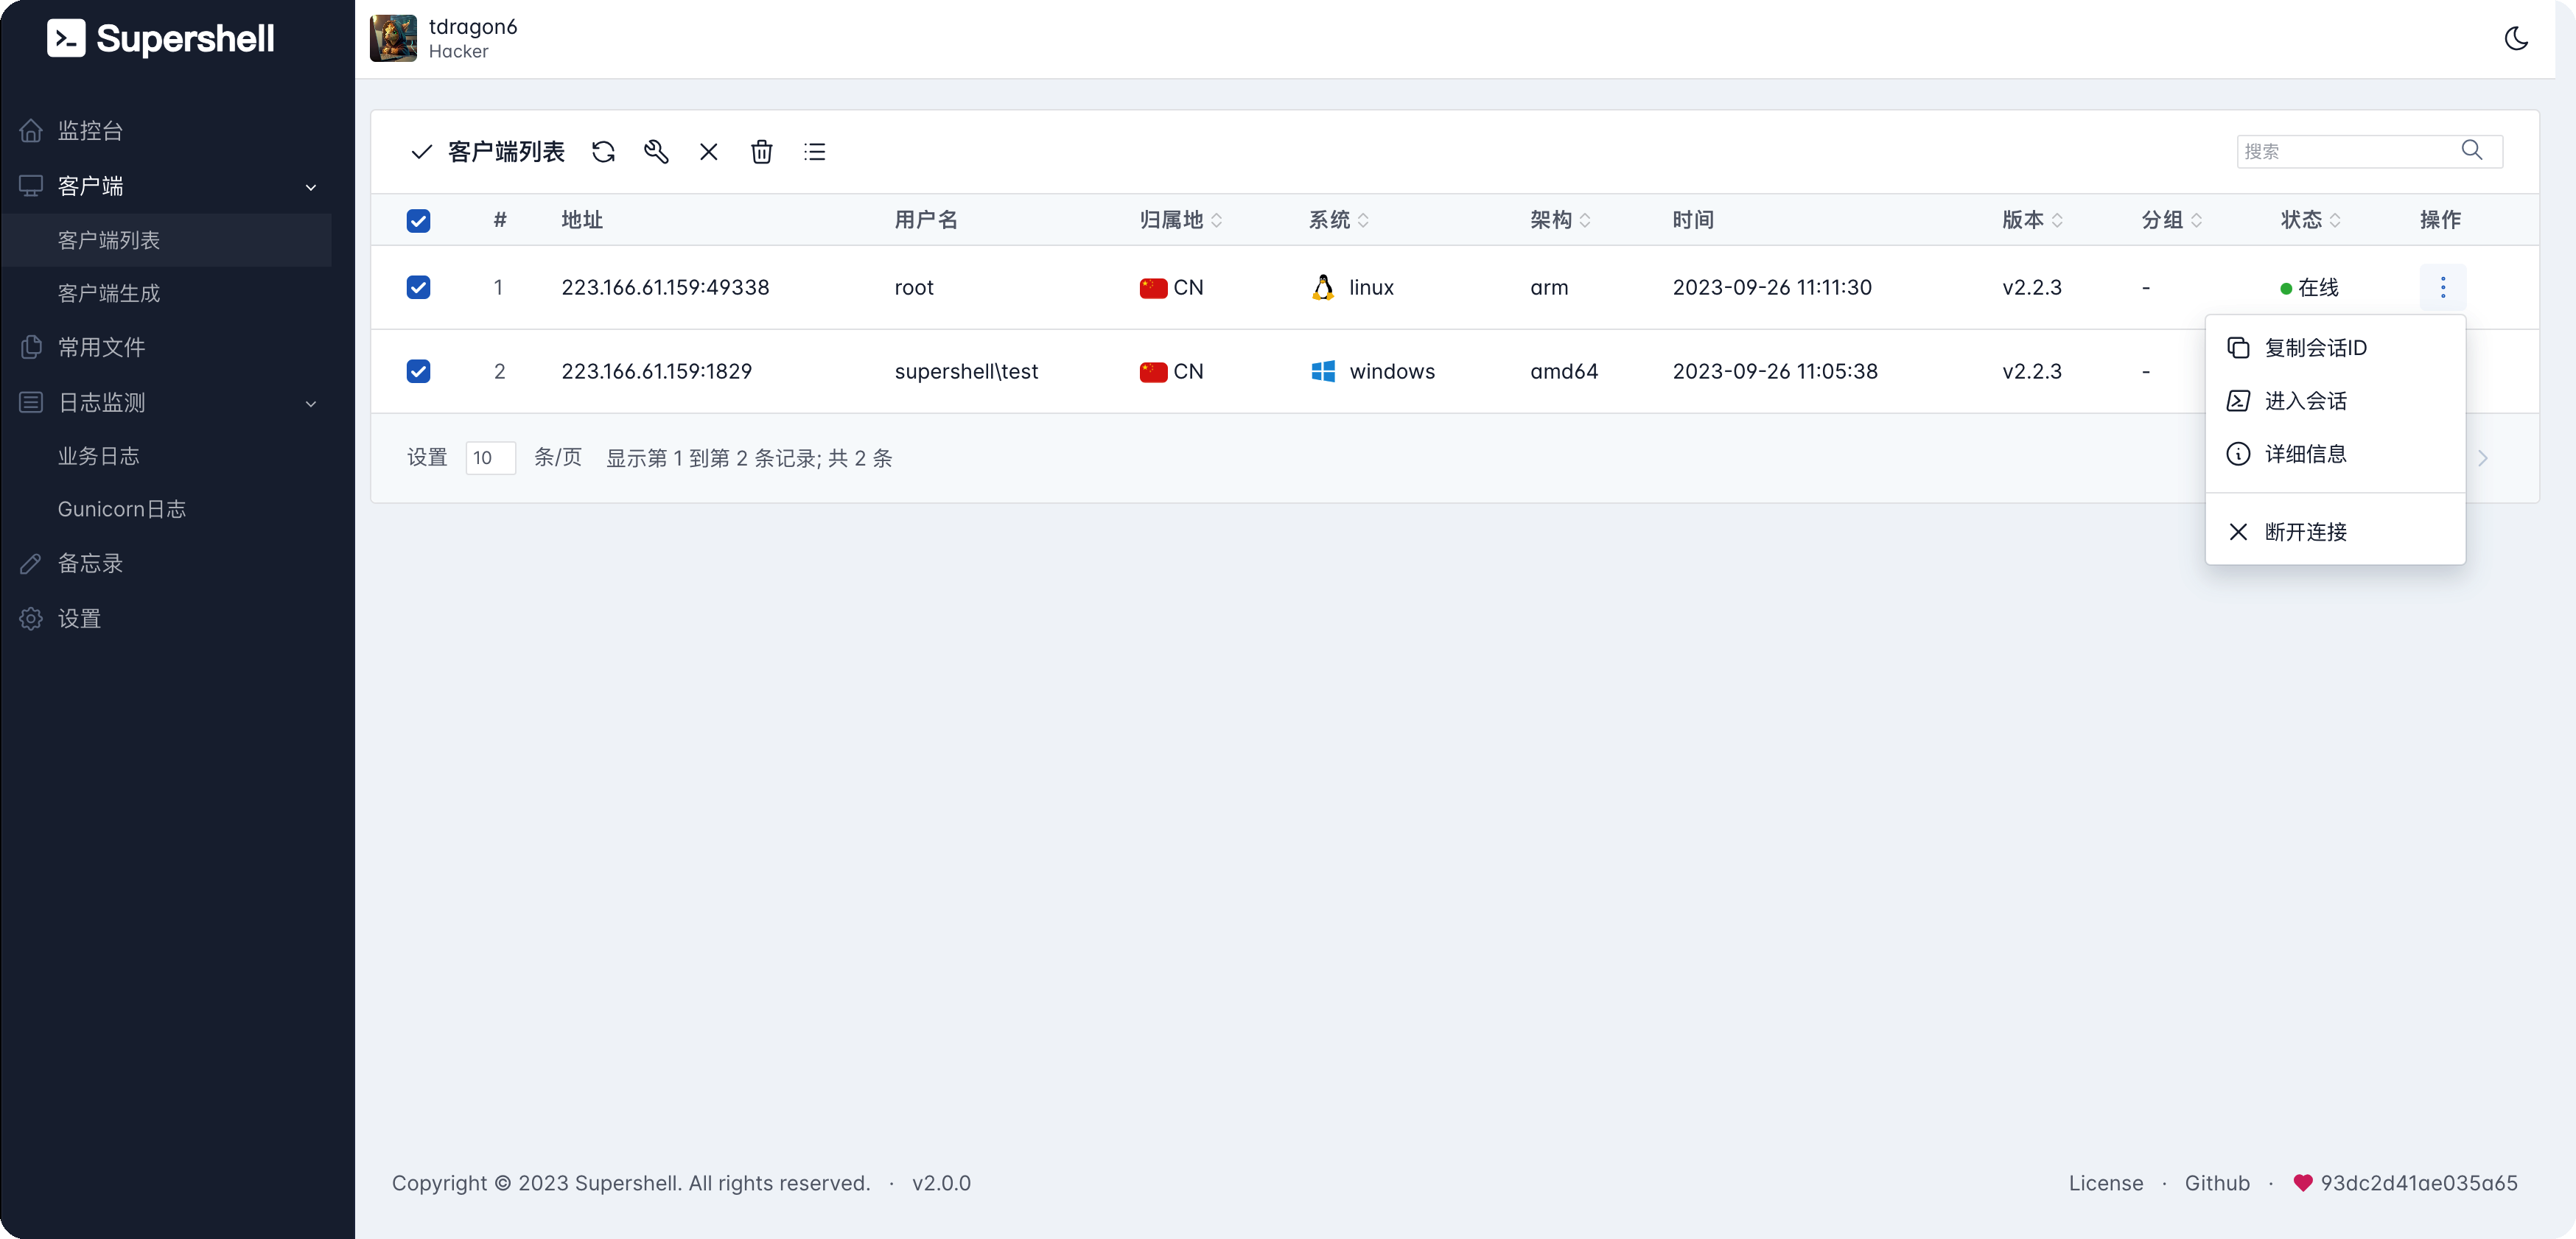 Supershell
tdragon6
Hacker
监控台
客户端
客户端列表
客户端生成
常用文件
日志监测
业务日志
Gunicorn日志
备忘录
设置
客户端列表
搜索
# 地址 用户名 归属地 系统 架构 时间 版本 分组 状态 操作
1 223.166.61.159:49338 root CN linux arm 2023-09-26 11:11:30 v2.2.3 - 在线
2 223.166.61.159:1829 supershell\test CN windows amd64 2023-09-26 11:05:38 v2.2.3 -
复制会话ID
进入会话
详细信息
断开连接
设置 10 条/页 显示第 1 到第 2 条记录; 共 2 条
Copyright © 2023 Supershell. All rights reserved. · v2.0.0
License · Github · 93dc2d41ae035a65